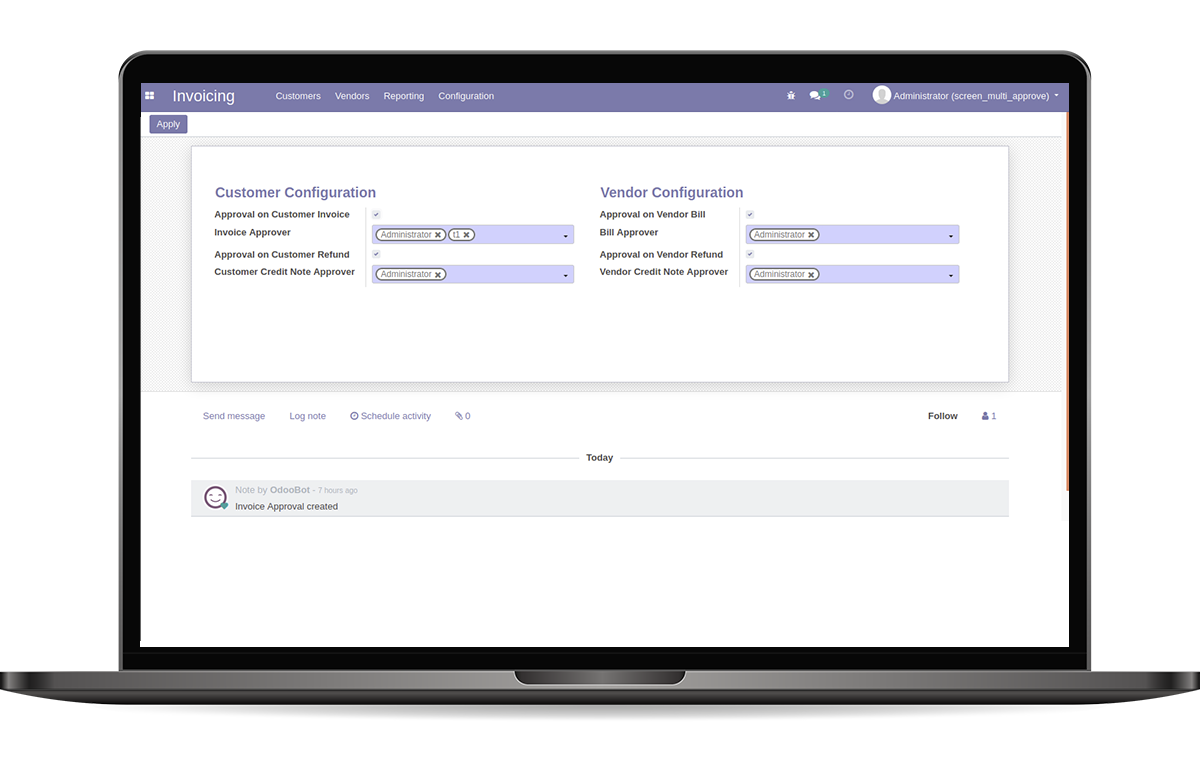 Invoicing Customers Vendors Reporting Configuration 1 Administrator (screen_multi_approve)
Apply
Customer Configuration
Approval on Customer Invoice
Invoice Approver Administrator ✖ t1 ✖
Approval on Customer Refund
Customer Credit Note Approver Administrator ✖
Vendor Configuration
Approval on Vendor Bill
Bill Approver Administrator ✖
Approval on Vendor Refund
Vendor Credit Note Approver Administrator ✖
Send message Log note Schedule activity 0 Follow 1
Today
Note by OdooBot - 7 hours ago
Invoice Approval created